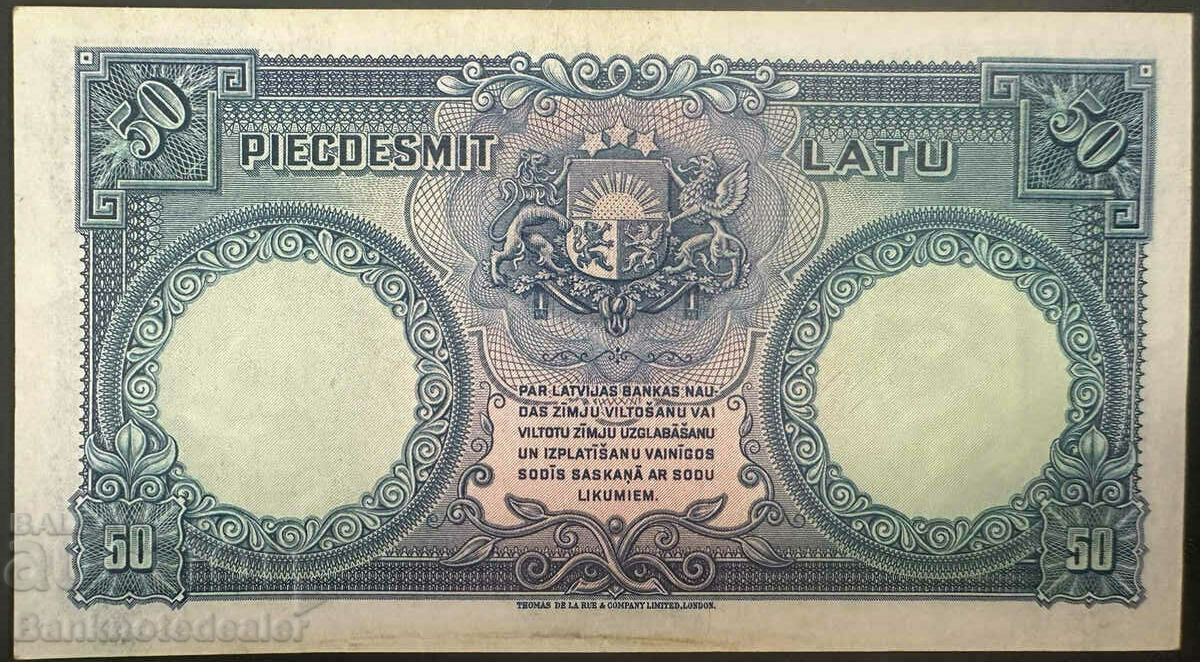 50
50
PIECDESMIT LATU
PAR LATVIJAS BANKAS NAU-
DAS ZĪMJU VILTOŠANU VAI
VILTOTU ZĪMJU UZGLABĀŠANU
UN IZPLATĪŠANU VAINĪGOS
SODĪS SASKAŅĀ AR SODU
LIKUMIEM.
50
50
THOMAS DE LA RUE & COMPANY LIMITED, LONDON.
Banknotedealer